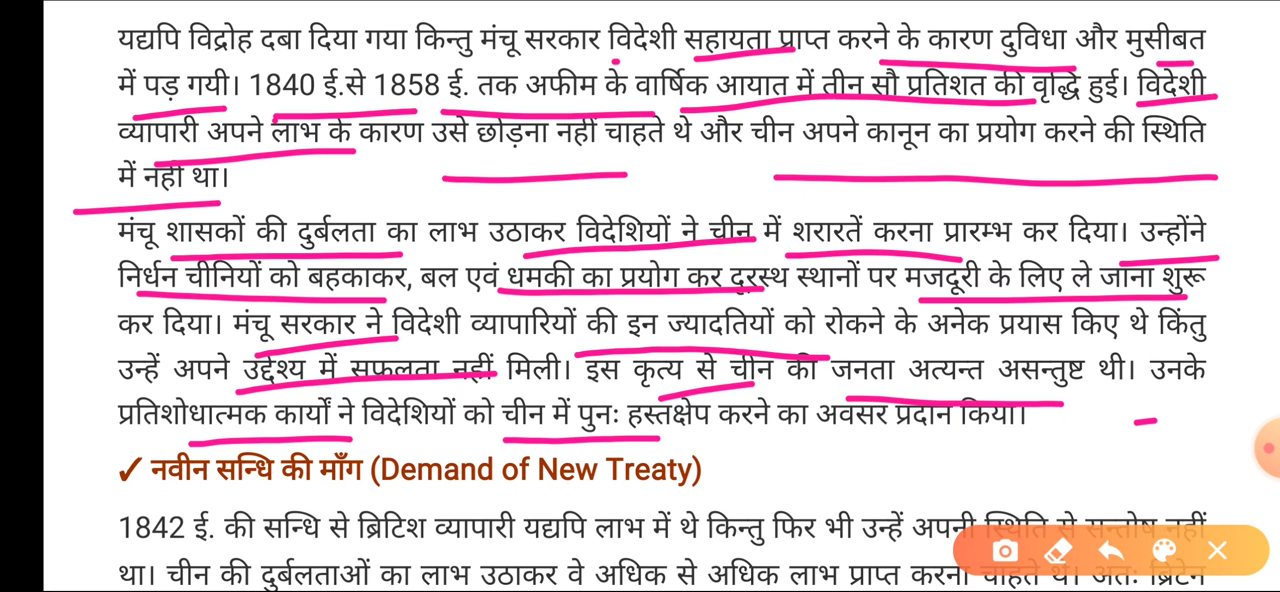 यद्यपि विद्रोह दबा दिया गया किन्तु मंचू सरकार विदेशी सहायता प्राप्त करने के कारण दुविधा और मुसीबत
में पड़ गयी। 1840 ई.से 1858 ई. तक अफीम के वार्षिक आयात में तीन सौ प्रतिशत की वृद्धि हुई। विदेशी
व्यापारी अपने लाभ के कारण उसे छोड़ना नहीं चाहते थे और चीन अपने कानून का प्रयोग करने की स्थिति
में नहीं था।
मंचू शासकों की दुर्बलता का लाभ उठाकर विदेशियों ने चीन में शरारतें करना प्रारम्भ कर दिया। उन्होंने
निर्धन चीनियों को बहकाकर, बल एवं धमकी का प्रयोग कर दूरस्थ स्थानों पर मजदूरी के लिए ले जाना शुरू
कर दिया। मंचू सरकार ने विदेशी व्यापारियों की इन ज्यादतियों को रोकने के अनेक प्रयास किए थे किंतु
उन्हें अपने उद्देश्य में सफलता नहीं मिली। इस कृत्य से चीन की जनता अत्यन्त असन्तुष्ट थी। उनके
प्रतिशोधात्मक कार्यों ने विदेशियों को चीन में पुनः हस्तक्षेप करने का अवसर प्रदान किया।
✓ नवीन सन्धि की माँग (Demand of New Treaty)
1842 ई. की सन्धि से ब्रिटिश व्यापारी यद्यपि लाभ में थे किन्तु फिर भी उन्हें अपनी स्थिति से सन्तोष नहीं
था। चीन की दुर्बलताओं का लाभ उठाकर वे अधिक से अधिक लाभ प्राप्त करना चाहते थे। अतः ब्रिटेन